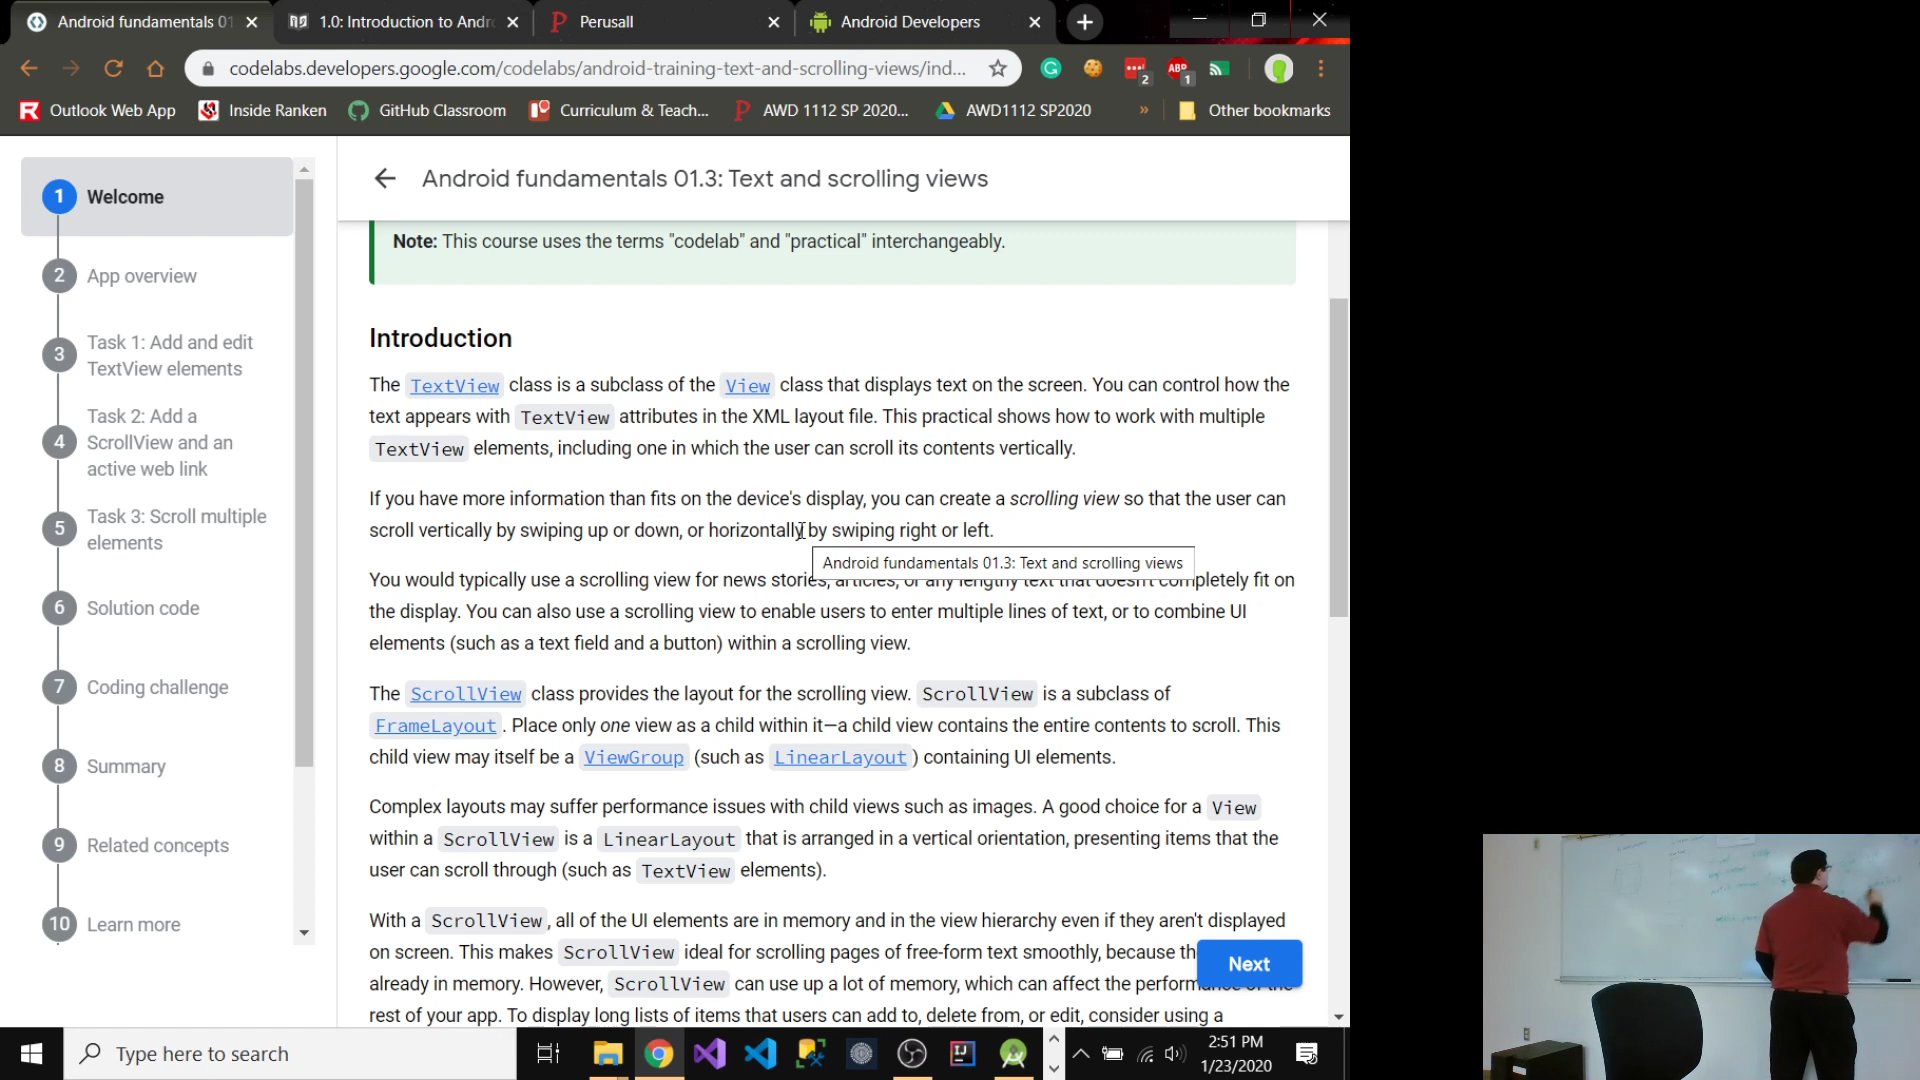 Android fundamentals 01
1.0: Introduction to Andro
Perusall
Android Developers
codelabs.developers.google.com/codelabs/android-training-text-and-scrolling-views/ind...
2
ABP
1
Outlook Web App
Inside Ranken
GitHub Classroom
Curriculum & Teach...
AWD 1112 SP 2020...
AWD1112 SP2020
»
Other bookmarks
1 Welcome
2 App overview
3 Task 1: Add and edit
TextView elements
4 Task 2: Add a
ScrollView and an
active web link
5 Task 3: Scroll multiple
elements
6 Solution code
7 Coding challenge
8 Summary
9 Related concepts
10 Learn more
Android fundamentals 01.3: Text and scrolling views
Note: This course uses the terms "codelab" and "practical" interchangeably.
Introduction
The TextView class is a subclass of the View class that displays text on the screen. You can control how the
text appears with TextView attributes in the XML layout file. This practical shows how to work with multiple
TextView elements, including one in which the user can scroll its contents vertically.
If you have more information than fits on the device's display, you can create a scrolling view so that the user can
scroll vertically by swiping up or down, or horizontally by swiping right or left.
Android fundamentals 01.3: Text and scrolling views
You would typically use a scrolling view for news stories, articles, or any lengthy text that doesn't completely fit on
the display. You can also use a scrolling view to enable users to enter multiple lines of text, or to combine UI
elements (such as a text field and a button) within a scrolling view.
The ScrollView class provides the layout for the scrolling view. ScrollView is a subclass of
FrameLayout. Place only one view as a child within it—a child view contains the entire contents to scroll. This
child view may itself be a ViewGroup (such as LinearLayout) containing UI elements.
Complex layouts may suffer performance issues with child views such as images. A good choice for a View
within a ScrollView is a LinearLayout that is arranged in a vertical orientation, presenting items that the
user can scroll through (such as TextView elements).
With a ScrollView, all of the UI elements are in memory and in the view hierarchy even if they aren't displayed
on screen. This makes ScrollView ideal for scrolling pages of free-form text smoothly, because th
already in memory. However, ScrollView can use up a lot of memory, which can affect the performance of the
rest of your app. To display long lists of items that users can add to, delete from, or edit, consider using a
Next
Type here to search
2:51 PM
1/23/2020